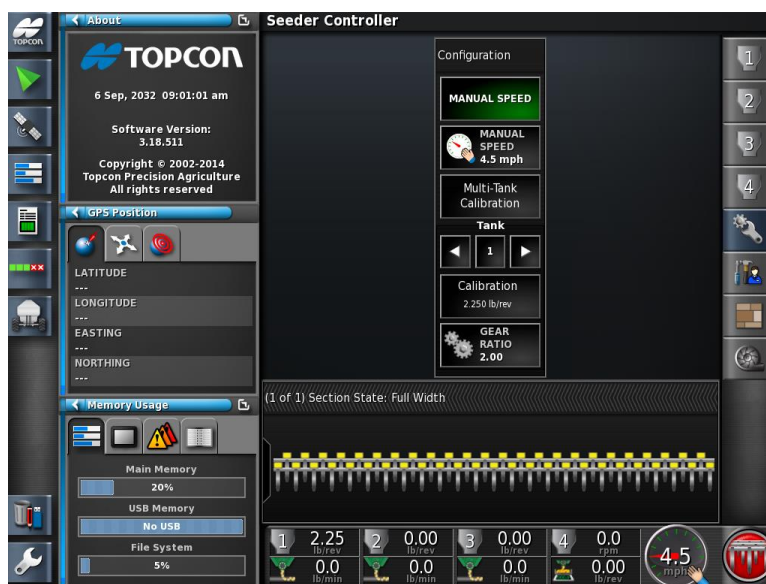 TOPCON
About
TOPCON
6 Sep, 2032 09:01:01 am
Software Version:
3.18.511
Copyright © 2002-2014
Topcon Precision Agriculture
All rights reserved
GPS Position
LATITUDE
---
LONGITUDE
---
EASTING
---
NORTHING
---
Memory Usage
Main Memory
20%
USB Memory
No USB
File System
5%
Seeder Controller
Configuration
MANUAL SPEED
MANUAL
SPEED
4.5 mph
Multi-Tank
Calibration
Tank
1
Calibration
2.250 lb/rev
GEAR
RATIO
2.00
(1 of 1) Section State: Full Width
1 2.25 2 0.00 3 0.00 4 0.0
lb/rev lb/rev lb/rev rpm
0.0 0.0 0.0 0.00
lb/min lb/min lb/min lb/rev
4.5
mph
1
2
3
4